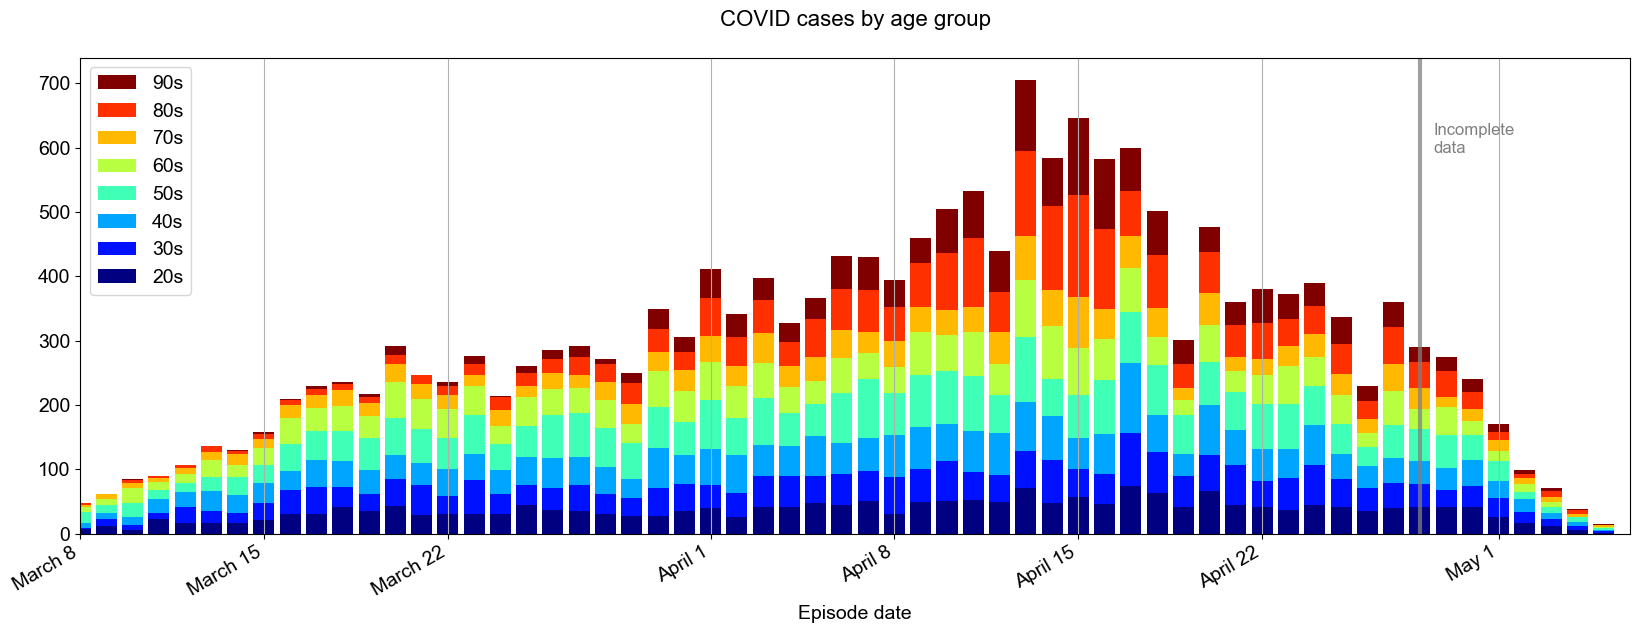 COVID cases by age group
700
600
500
400
300
200
100
0
90s
80s
70s
60s
50s
40s
30s
20s
Incomplete
data
March 8
March 15
March 22
April 1
April 8
April 15
April 22
May 1
Episode date